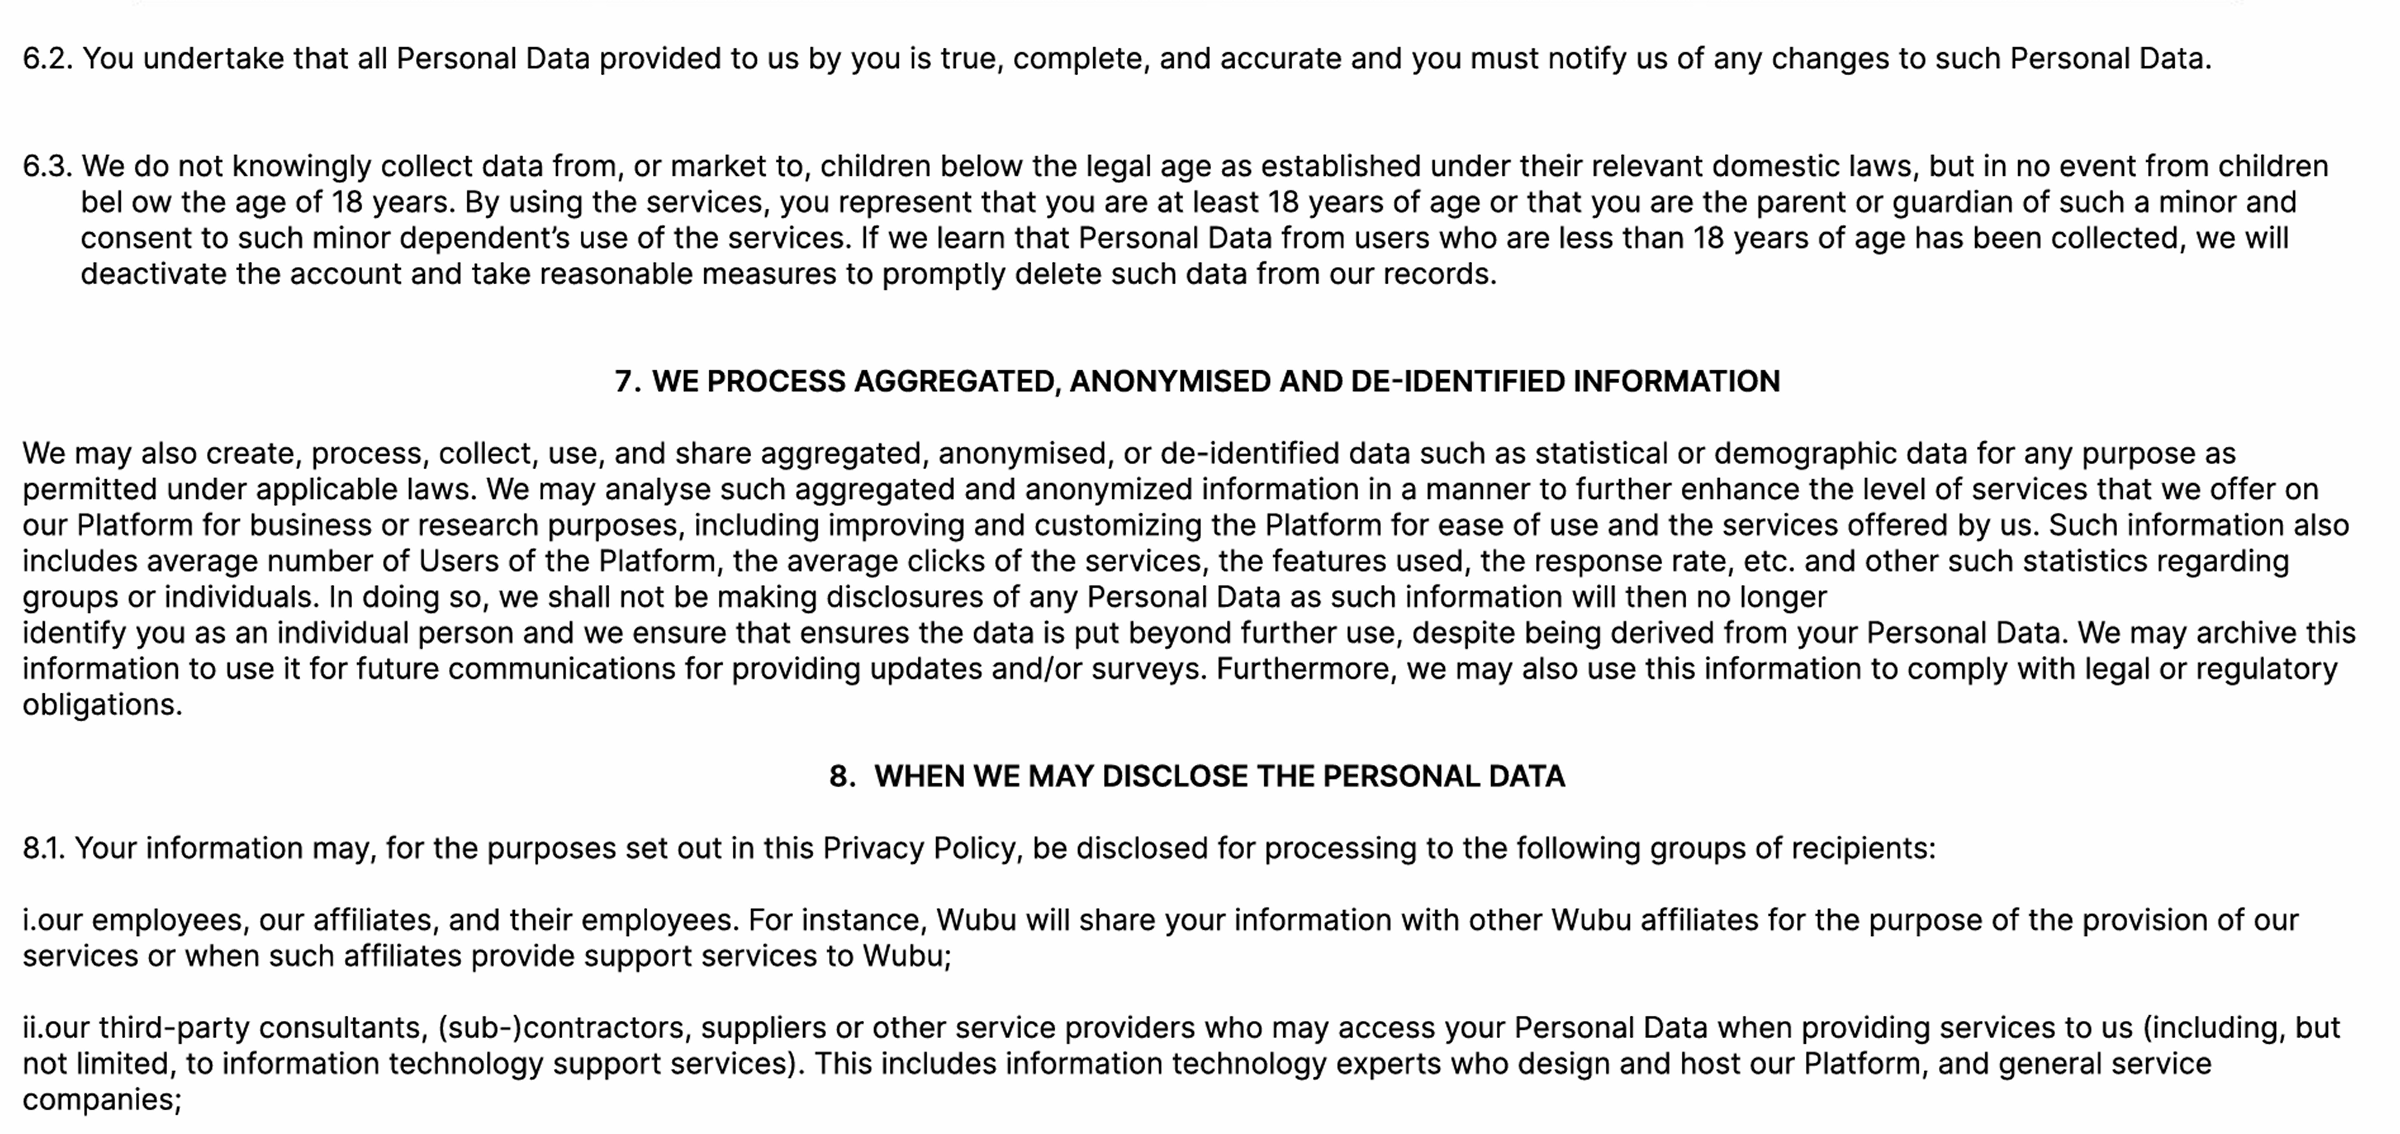 6.2. You undertake that all Personal Data provided to us by you is true, complete, and accurate and you must notify us of any changes to such Personal Data.
6.3. We do not knowingly collect data from, or market to, children below the legal age as established under their relevant domestic laws, but in no event from children
bel ow the age of 18 years. By using the services, you represent that you are at least 18 years of age or that you are the parent or guardian of such a minor and
consent to such minor dependent’s use of the services. If we learn that Personal Data from users who are less than 18 years of age has been collected, we will
deactivate the account and take reasonable measures to promptly delete such data from our records.
7. WE PROCESS AGGREGATED, ANONYMISED AND DE-IDENTIFIED INFORMATION
We may also create, process, collect, use, and share aggregated, anonymised, or de-identified data such as statistical or demographic data for any purpose as
permitted under applicable laws. We may analyse such aggregated and anonymized information in a manner to further enhance the level of services that we offer on
our Platform for business or research purposes, including improving and customizing the Platform for ease of use and the services offered by us. Such information also
includes average number of Users of the Platform, the average clicks of the services, the features used, the response rate, etc. and other such statistics regarding
groups or individuals. In doing so, we shall not be making disclosures of any Personal Data as such information will then no longer
identify you as an individual person and we ensure that ensures the data is put beyond further use, despite being derived from your Personal Data. We may archive this
information to use it for future communications for providing updates and/or surveys. Furthermore, we may also use this information to comply with legal or regulatory
obligations.
8. WHEN WE MAY DISCLOSE THE PERSONAL DATA
8.1. Your information may, for the purposes set out in this Privacy Policy, be disclosed for processing to the following groups of recipients:
i.our employees, our affiliates, and their employees. For instance, Wubu will share your information with other Wubu affiliates for the purpose of the provision of our
services or when such affiliates provide support services to Wubu;
ii.our third-party consultants, (sub-)contractors, suppliers or other service providers who may access your Personal Data when providing services to us (including, but
not limited, to information technology support services). This includes information technology experts who design and host our Platform, and general service
companies;